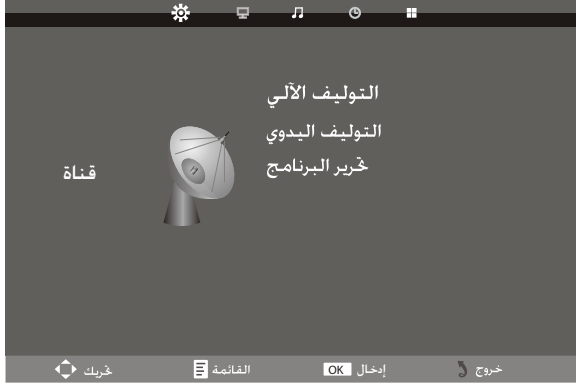 التوليف الآلي
التوليف اليدوي
تحرير البرنامج
قناة
خروج
إدخال OK
القائمة
تحريك